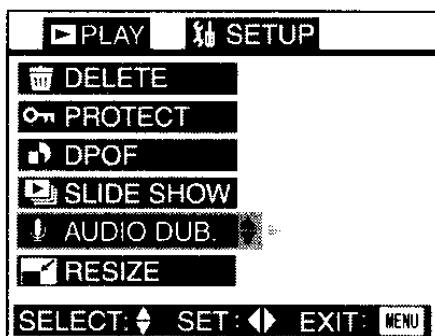 PLAY SETUP
DELETE
PROTECT
DPOF
SLIDE SHOW
AUDIO DUB.
RESIZE
SELECT: SET: EXIT: MENU